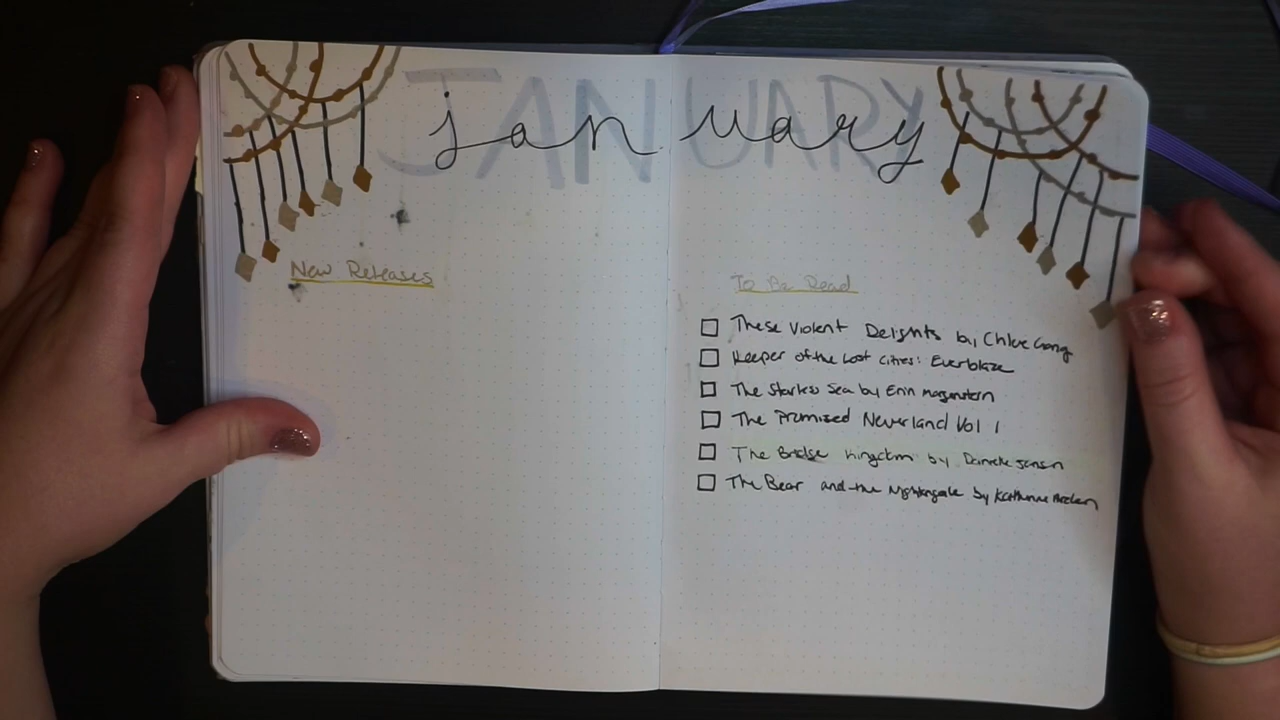 JANUARY
january
New Releases
To Be Read
These Violent Delights by Chloe Gong
Keeper of the Lost Cities: Everblaze
The Starless Sea by Erin Morgenstern
The Promised Neverland Vol 1
The Bridge Kingdom by Danielle Jensen
The Bear and the Nightingale by Katherine Arden